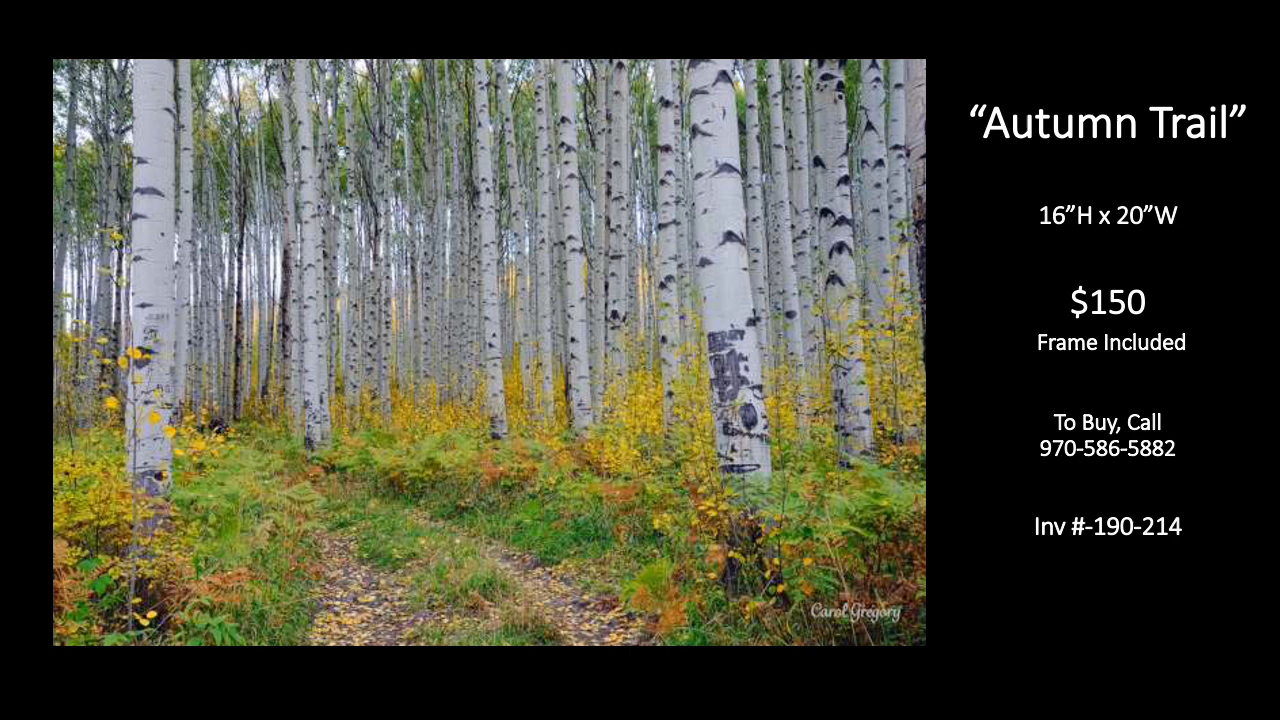 “Autumn Trail”
16”H x 20”W
$150
Frame Included
To Buy, Call
970-586-5882
Inv #-190-214
Carol Gregory